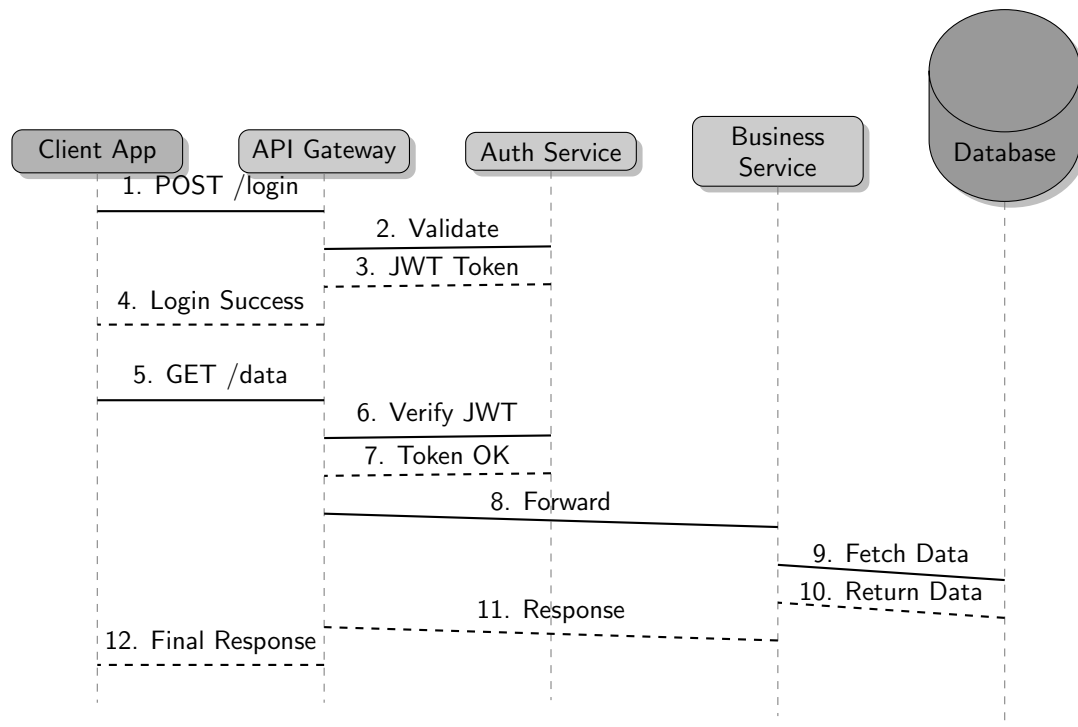 Client App
API Gateway
Auth Service
Business
Service
Database
1. POST /login
2. Validate
3. JWT Token
4. Login Success
5. GET /data
6. Verify JWT
7. Token OK
8. Forward
9. Fetch Data
10. Return Data
11. Response
12. Final Response